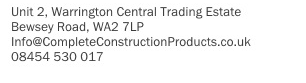 Unit 2, Warrington Central Trading Estate
Bewsey Road, WA2 7LP
Info@CompleteConstructionProducts.co.uk
08454 530 017